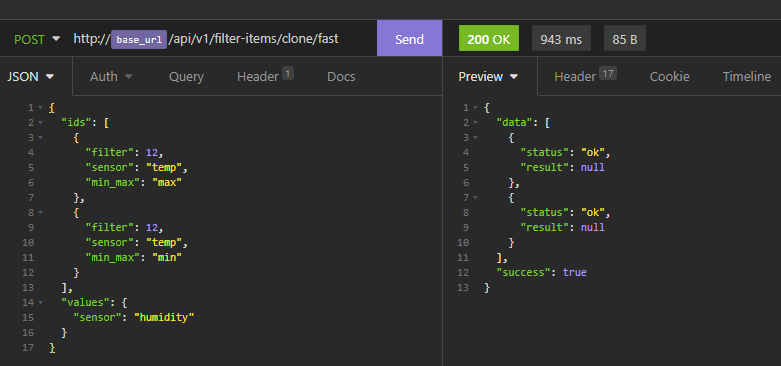 POST http://base_url/api/v1/filter-items/clone/fast Send 200 OK 943 ms 85 B
JSON Auth Query Header 1 Docs Preview Header 17 Cookie Timeline
1 {
2 "ids": [
3 {
4 "filter": 12,
5 "sensor": "temp",
6 "min_max": "max"
7 },
8 {
9 "filter": 12,
10 "sensor": "temp",
11 "min_max": "min"
12 }
13 ],
14 "values": {
15 "sensor": "humidity"
16 }
17 }
1 {
2 "data": [
3 {
4 "status": "ok",
5 "result": null
6 },
7 {
8 "status": "ok",
9 "result": null
10 }
11 ],
12 "success": true
13 }